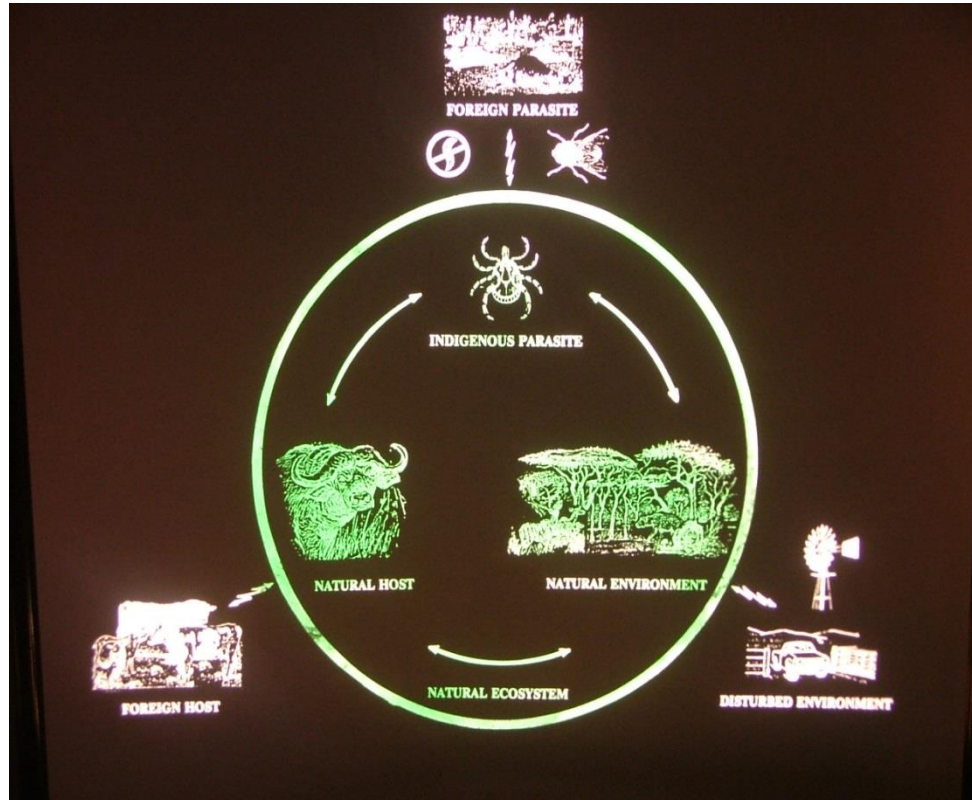 FOREIGN PARASITE
INDIGENOUS PARASITE
NATURAL HOST
NATURAL ENVIRONMENT
NATURAL ECOSYSTEM
FOREIGN HOST
DISTURBED ENVIRONMENT